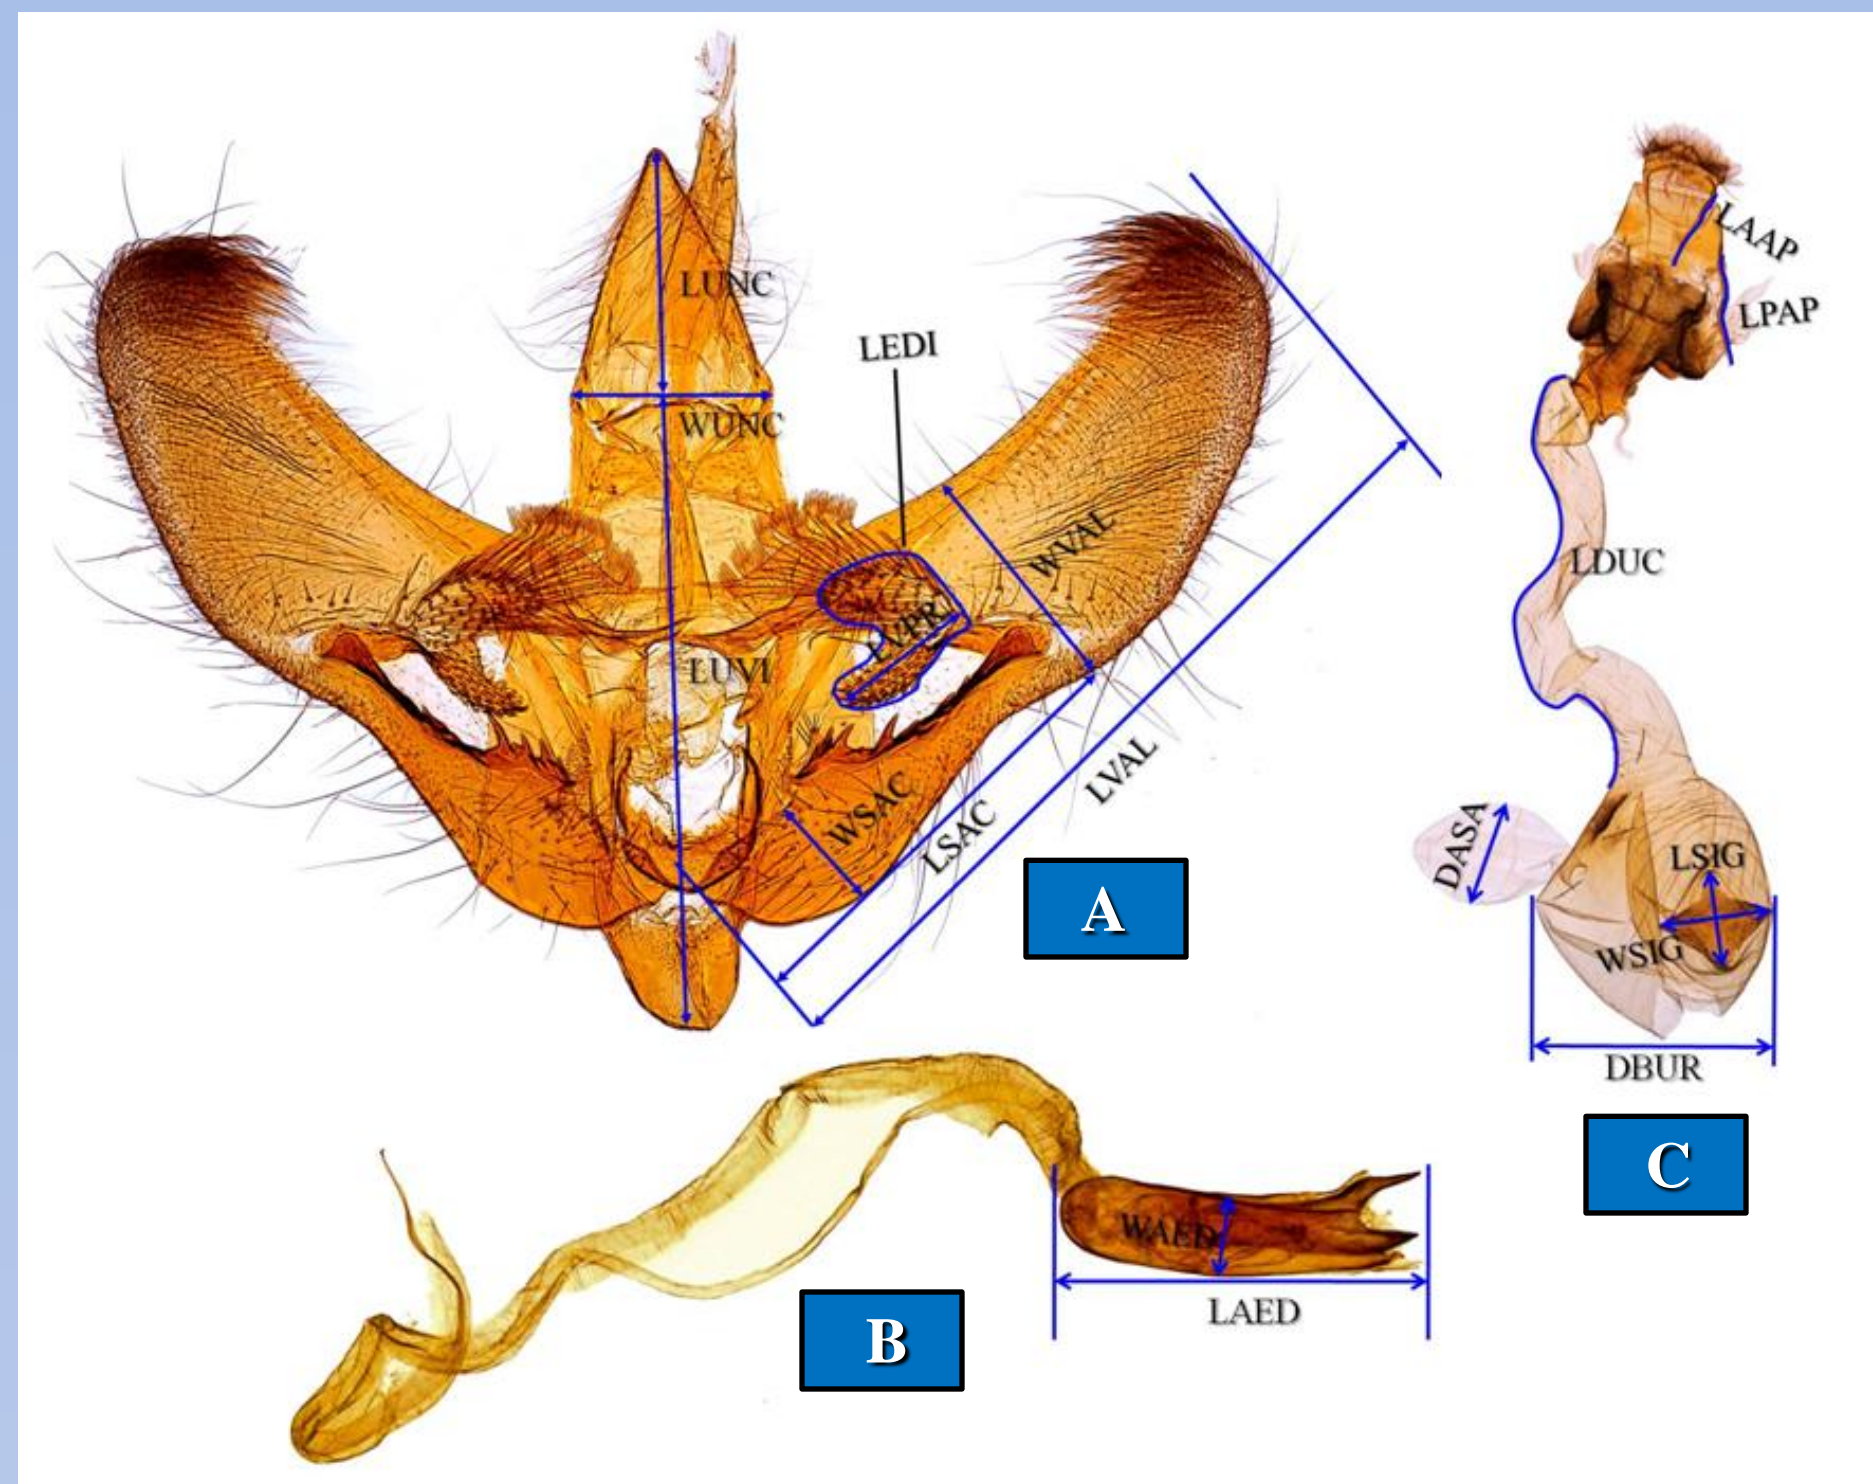 LUNC
WUNC
LEDI
WVAL
LVPR
LUVI
WSAC
LSAC
LVAL
A
LAAP
LPAP
LDUC
DASA
LSIG
WSIG
DBUR
C
WAED
LAED
B